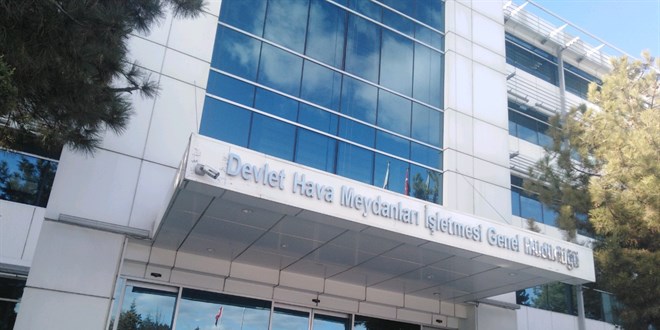 Devlet Hava Meydanları İşletmesi Genel Müdürlüğü